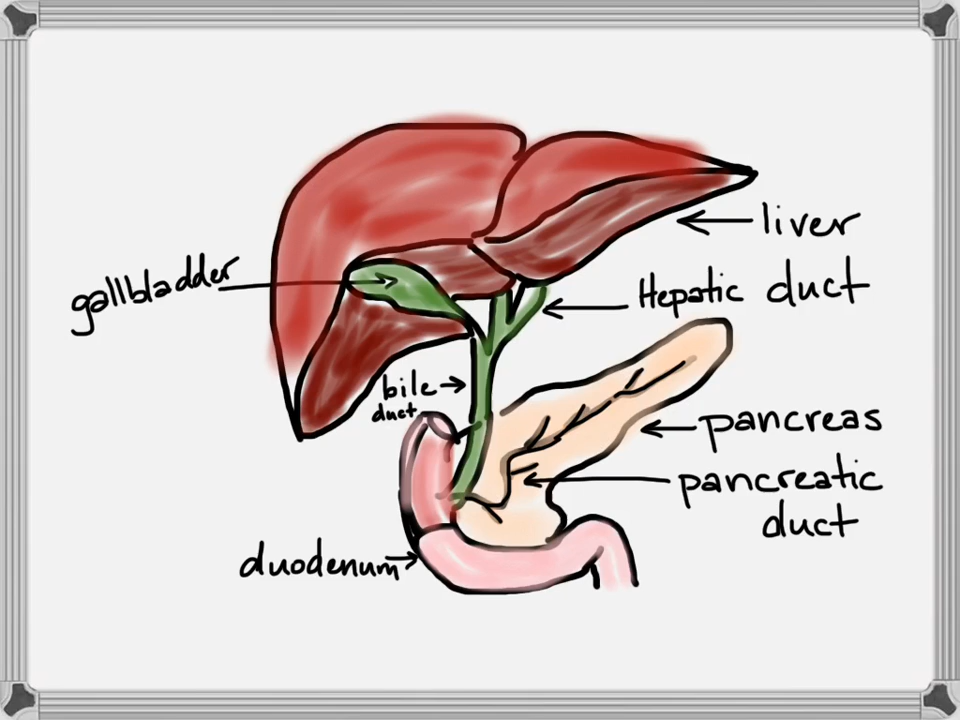 liver
gallbladder
Hepatic duct
bile
duct
pancreas
pancreatic
duct
duodenum